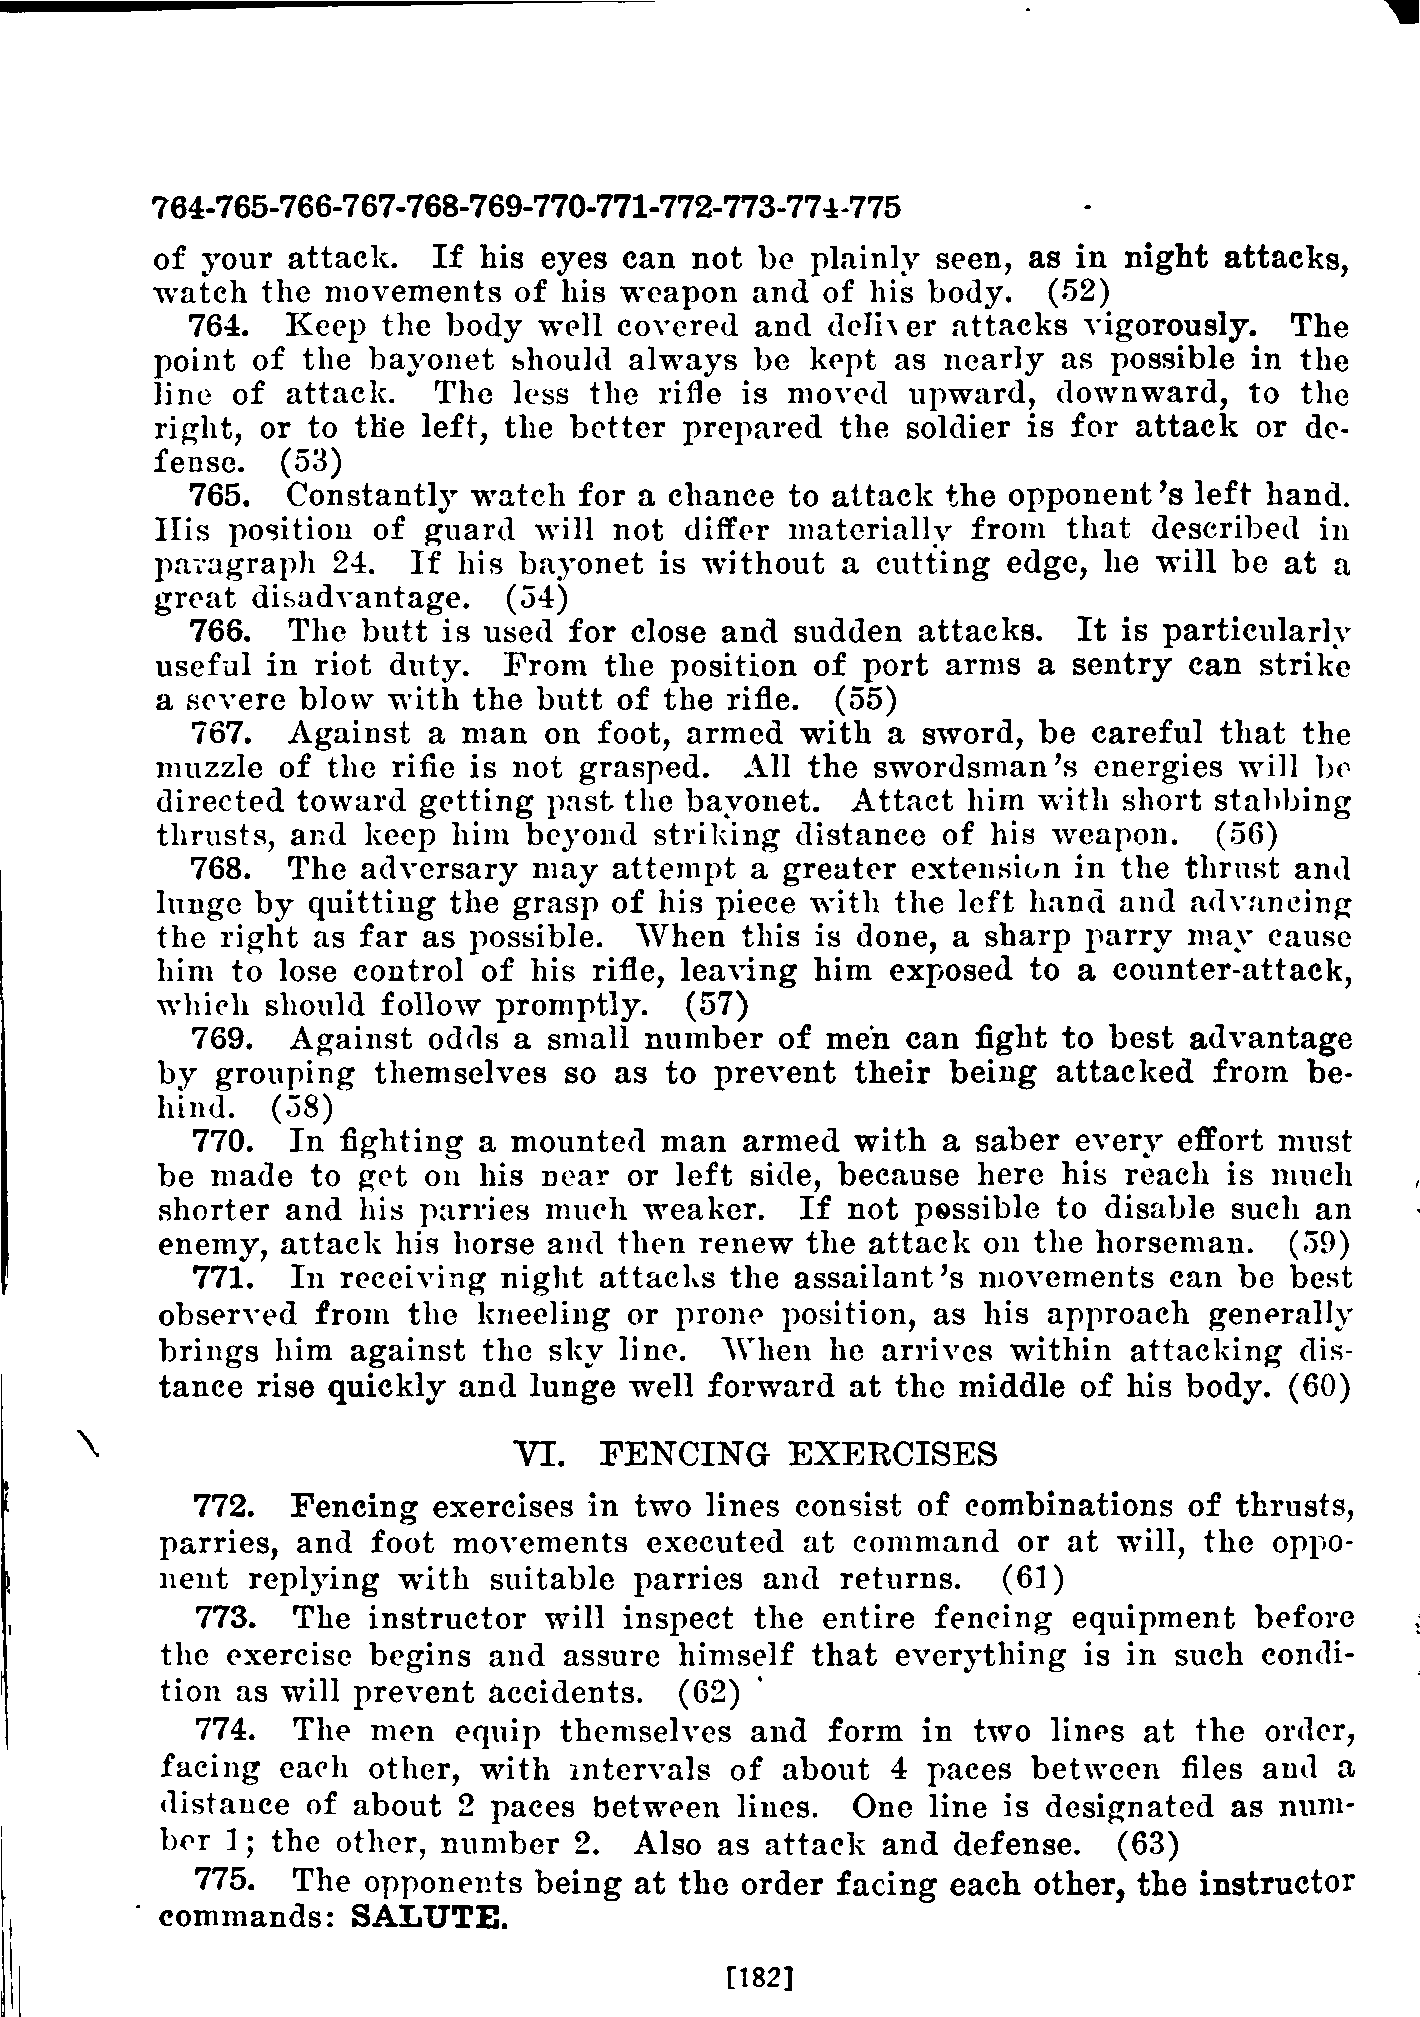 764-765-766-767-768-769-770-771-772-773-774-775
of your attack. If his eyes can not be plainly seen, as in night attacks,
watch the movements of his weapon and of his body. (52)
764. Keep the body well covered and deliver attacks vigorously. The
point of the bayonet should always be kept as nearly as possible in the
line of attack. The less the rifle is moved upward, downward, to the
right, or to the left, the better prepared the soldier is for attack or de-
fense. (53)
765. Constantly watch for a chance to attack the opponent's left hand.
His position of guard will not differ materially from that described in
paragraph 24. If his bayonet is without a cutting edge, he will be at a
great disadvantage. (54)
766. The butt is used for close and sudden attacks. It is particularly
useful in riot duty. From the position of port arms a sentry can strike
a severe blow with the butt of the rifle. (55)
767. Against a man on foot, armed with a sword, be careful that the
muzzle of the rifle is not grasped. All the swordsman's energies will be
directed toward getting past the bayonet. Attact him with short stabbing
thrusts, and keep him beyond striking distance of his weapon. (56)
768. The adversary may attempt a greater extension in the thrust and
lunge by quitting the grasp of his piece with the left hand and advancing
the right as far as possible. When this is done, a sharp parry may cause
him to lose control of his rifle, leaving him exposed to a counter-attack,
which should follow promptly. (57)
769. Against odds a small number of men can fight to best advantage
by grouping themselves so as to prevent their being attacked from be-
hind. (58)
770. In fighting a mounted man armed with a saber every effort must
be made to get on his near or left side, because here his reach is much
shorter and his parries much weaker. If not possible to disable such an
enemy, attack his horse and then renew the attack on the horseman. (59)
771. In receiving night attacks the assailant's movements can be best
observed from the kneeling or prone position, as his approach generally
brings him against the sky line. When he arrives within attacking dis-
tance rise quickly and lunge well forward at the middle of his body. (60)
VI. FENCING EXERCISES
772. Fencing exercises in two lines consist of combinations of thrusts,
parries, and foot movements executed at command or at will, the oppo-
nent replying with suitable parries and returns. (61)
773. The instructor will inspect the entire fencing equipment before
the exercise begins and assure himself that everything is in such condi-
tion as will prevent accidents. (62)
774. The men equip themselves and form in two lines at the order,
facing each other, with intervals of about 4 paces between files and a
distance of about 2 paces between lines. One line is designated as num-
ber 1; the other, number 2. Also as attack and defense. (63)
775. The opponents being at the order facing each other, the instructor
commands: SALUTE.
[182]